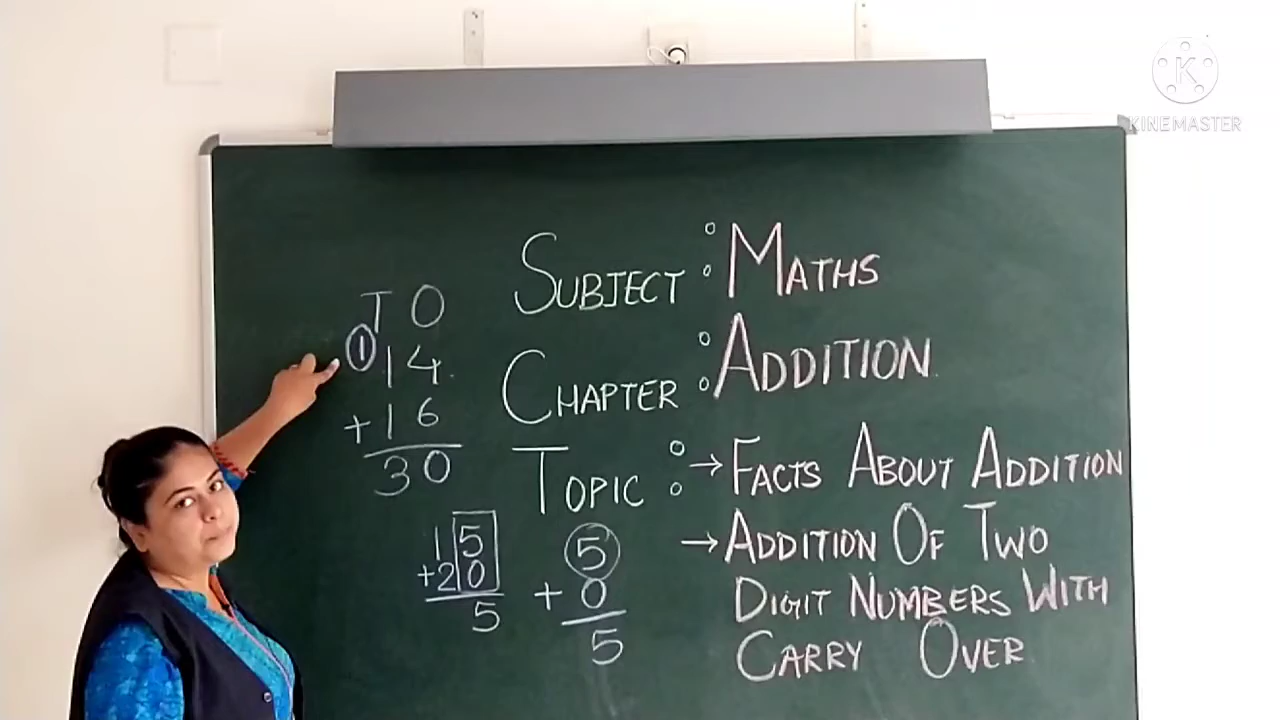 SUBJECT : MATHS
CHAPTER : ADDITION
TOPIC : → FACTS ABOUT ADDITION
→ ADDITION OF TWO
DIGIT NUMBERS WITH
CARRY OVER
T O
1 14
+16
30
15
+20
5
5
+ 0
5
K
KINEMASTER